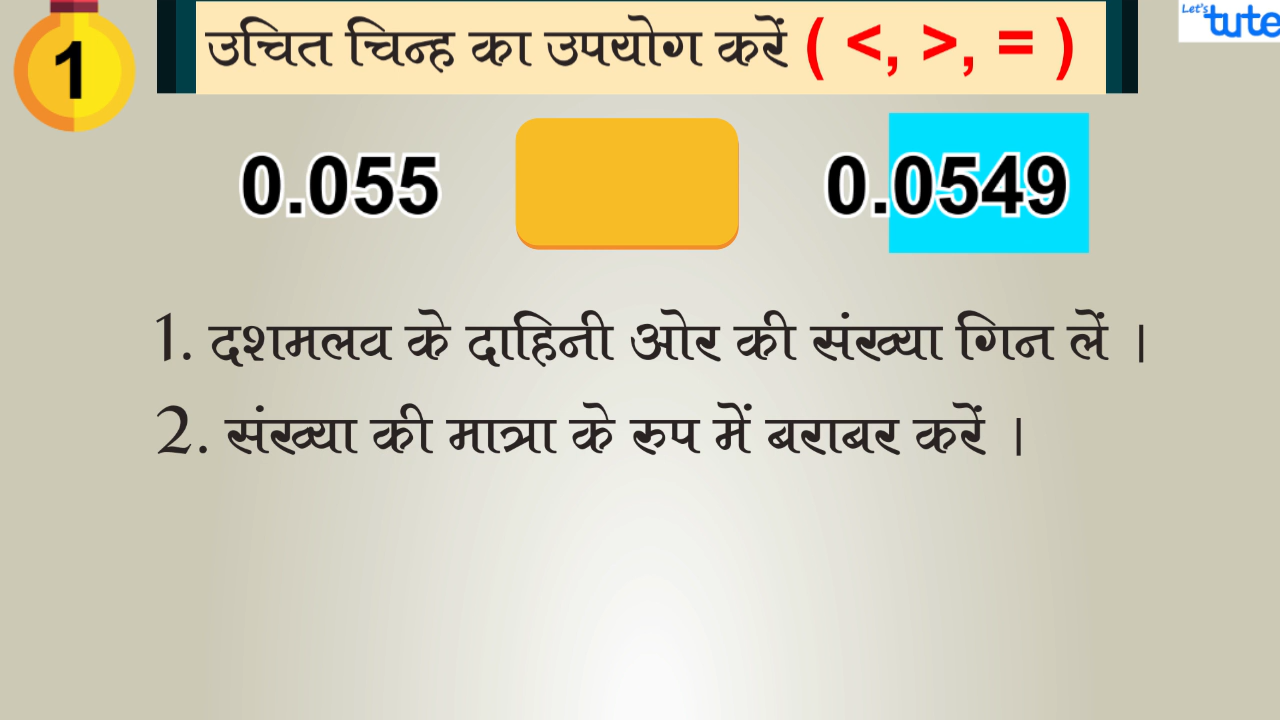 1
उचित चिन्ह का उपयोग करें ( <, >, = )
Let's tute
0.055 0.0549
1. दशमलव के दाहिनी ओर की संख्या गिन लें ।
2. संख्या की मात्रा के रुप में बराबर करें ।